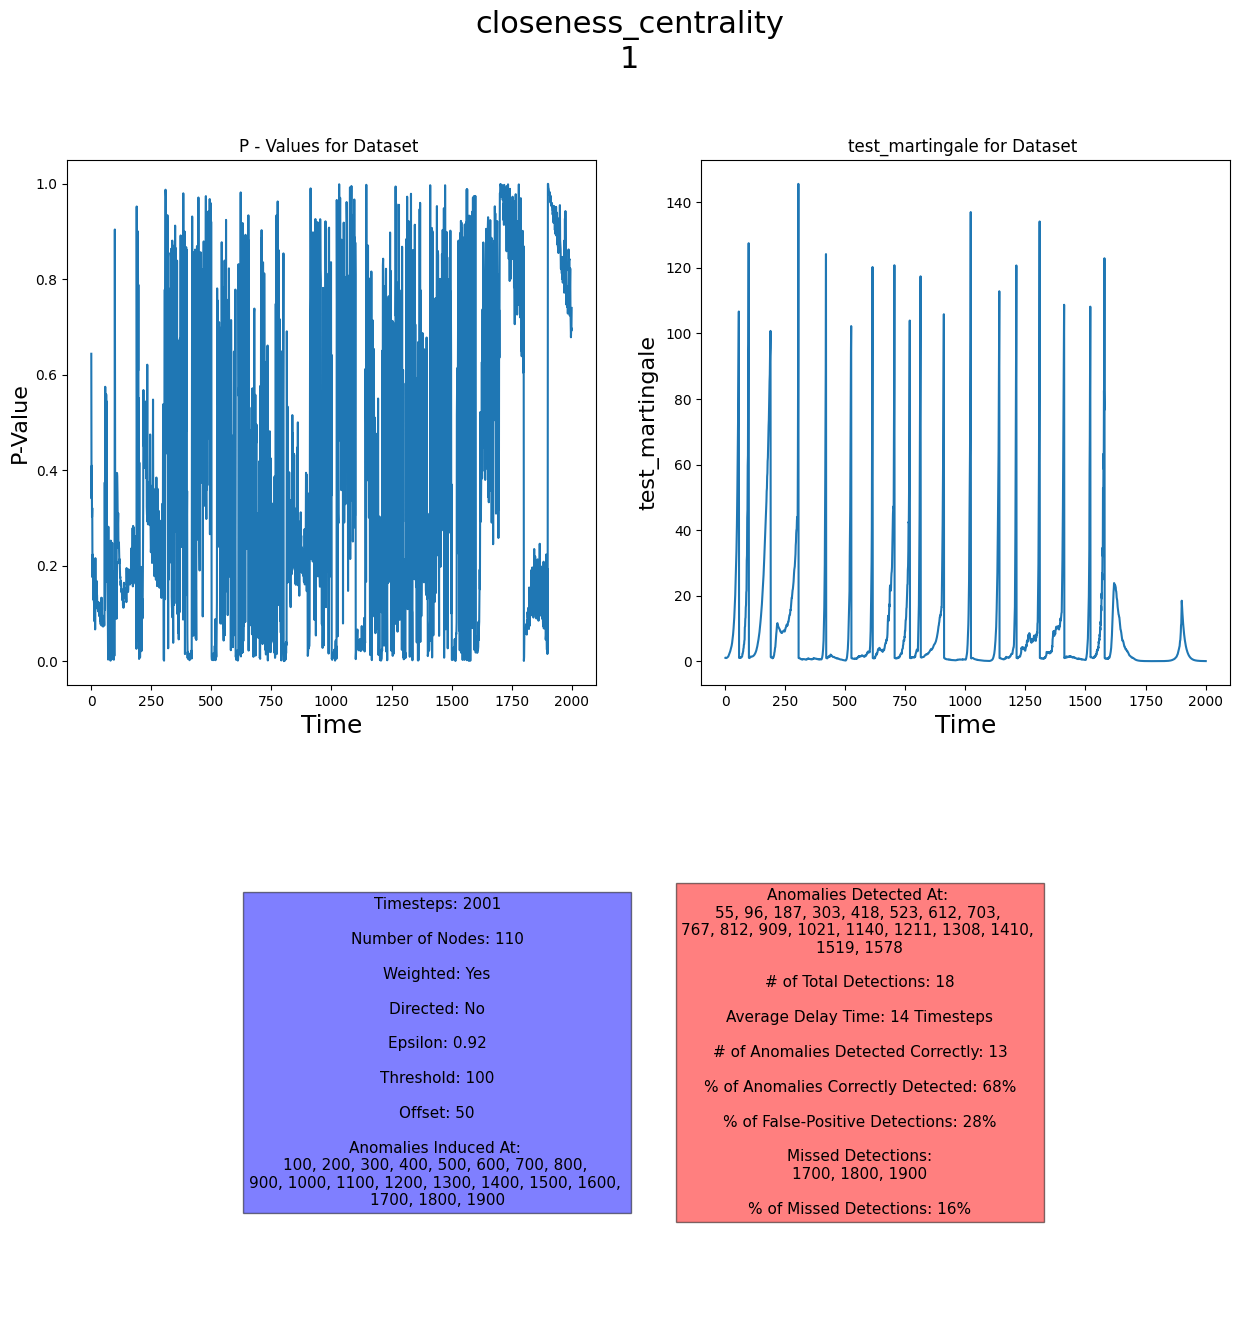 closeness_centrality
1
P - Values for Dataset
P-Value
1.0
0.8
0.6
0.4
0.2
0.0
0 250 500 750 1000 1250 1500 1750 2000
Time
test_martingale for Dataset
test_martingale
140
120
100
80
60
40
20
0
0 250 500 750 1000 1250 1500 1750 2000
Time
Timesteps: 2001
Number of Nodes: 110
Weighted: Yes
Directed: No
Epsilon: 0.92
Threshold: 100
Offset: 50
Anomalies Induced At:
100, 200, 300, 400, 500, 600, 700, 800,
900, 1000, 1100, 1200, 1300, 1400, 1500, 1600,
1700, 1800, 1900
Anomalies Detected At:
55, 96, 187, 303, 418, 523, 612, 703,
767, 812, 909, 1021, 1140, 1211, 1308, 1410,
1519, 1578
# of Total Detections: 18
Average Delay Time: 14 Timesteps
# of Anomalies Detected Correctly: 13
% of Anomalies Correctly Detected: 68%
% of False-Positive Detections: 28%
Missed Detections:
1700, 1800, 1900
% of Missed Detections: 16%